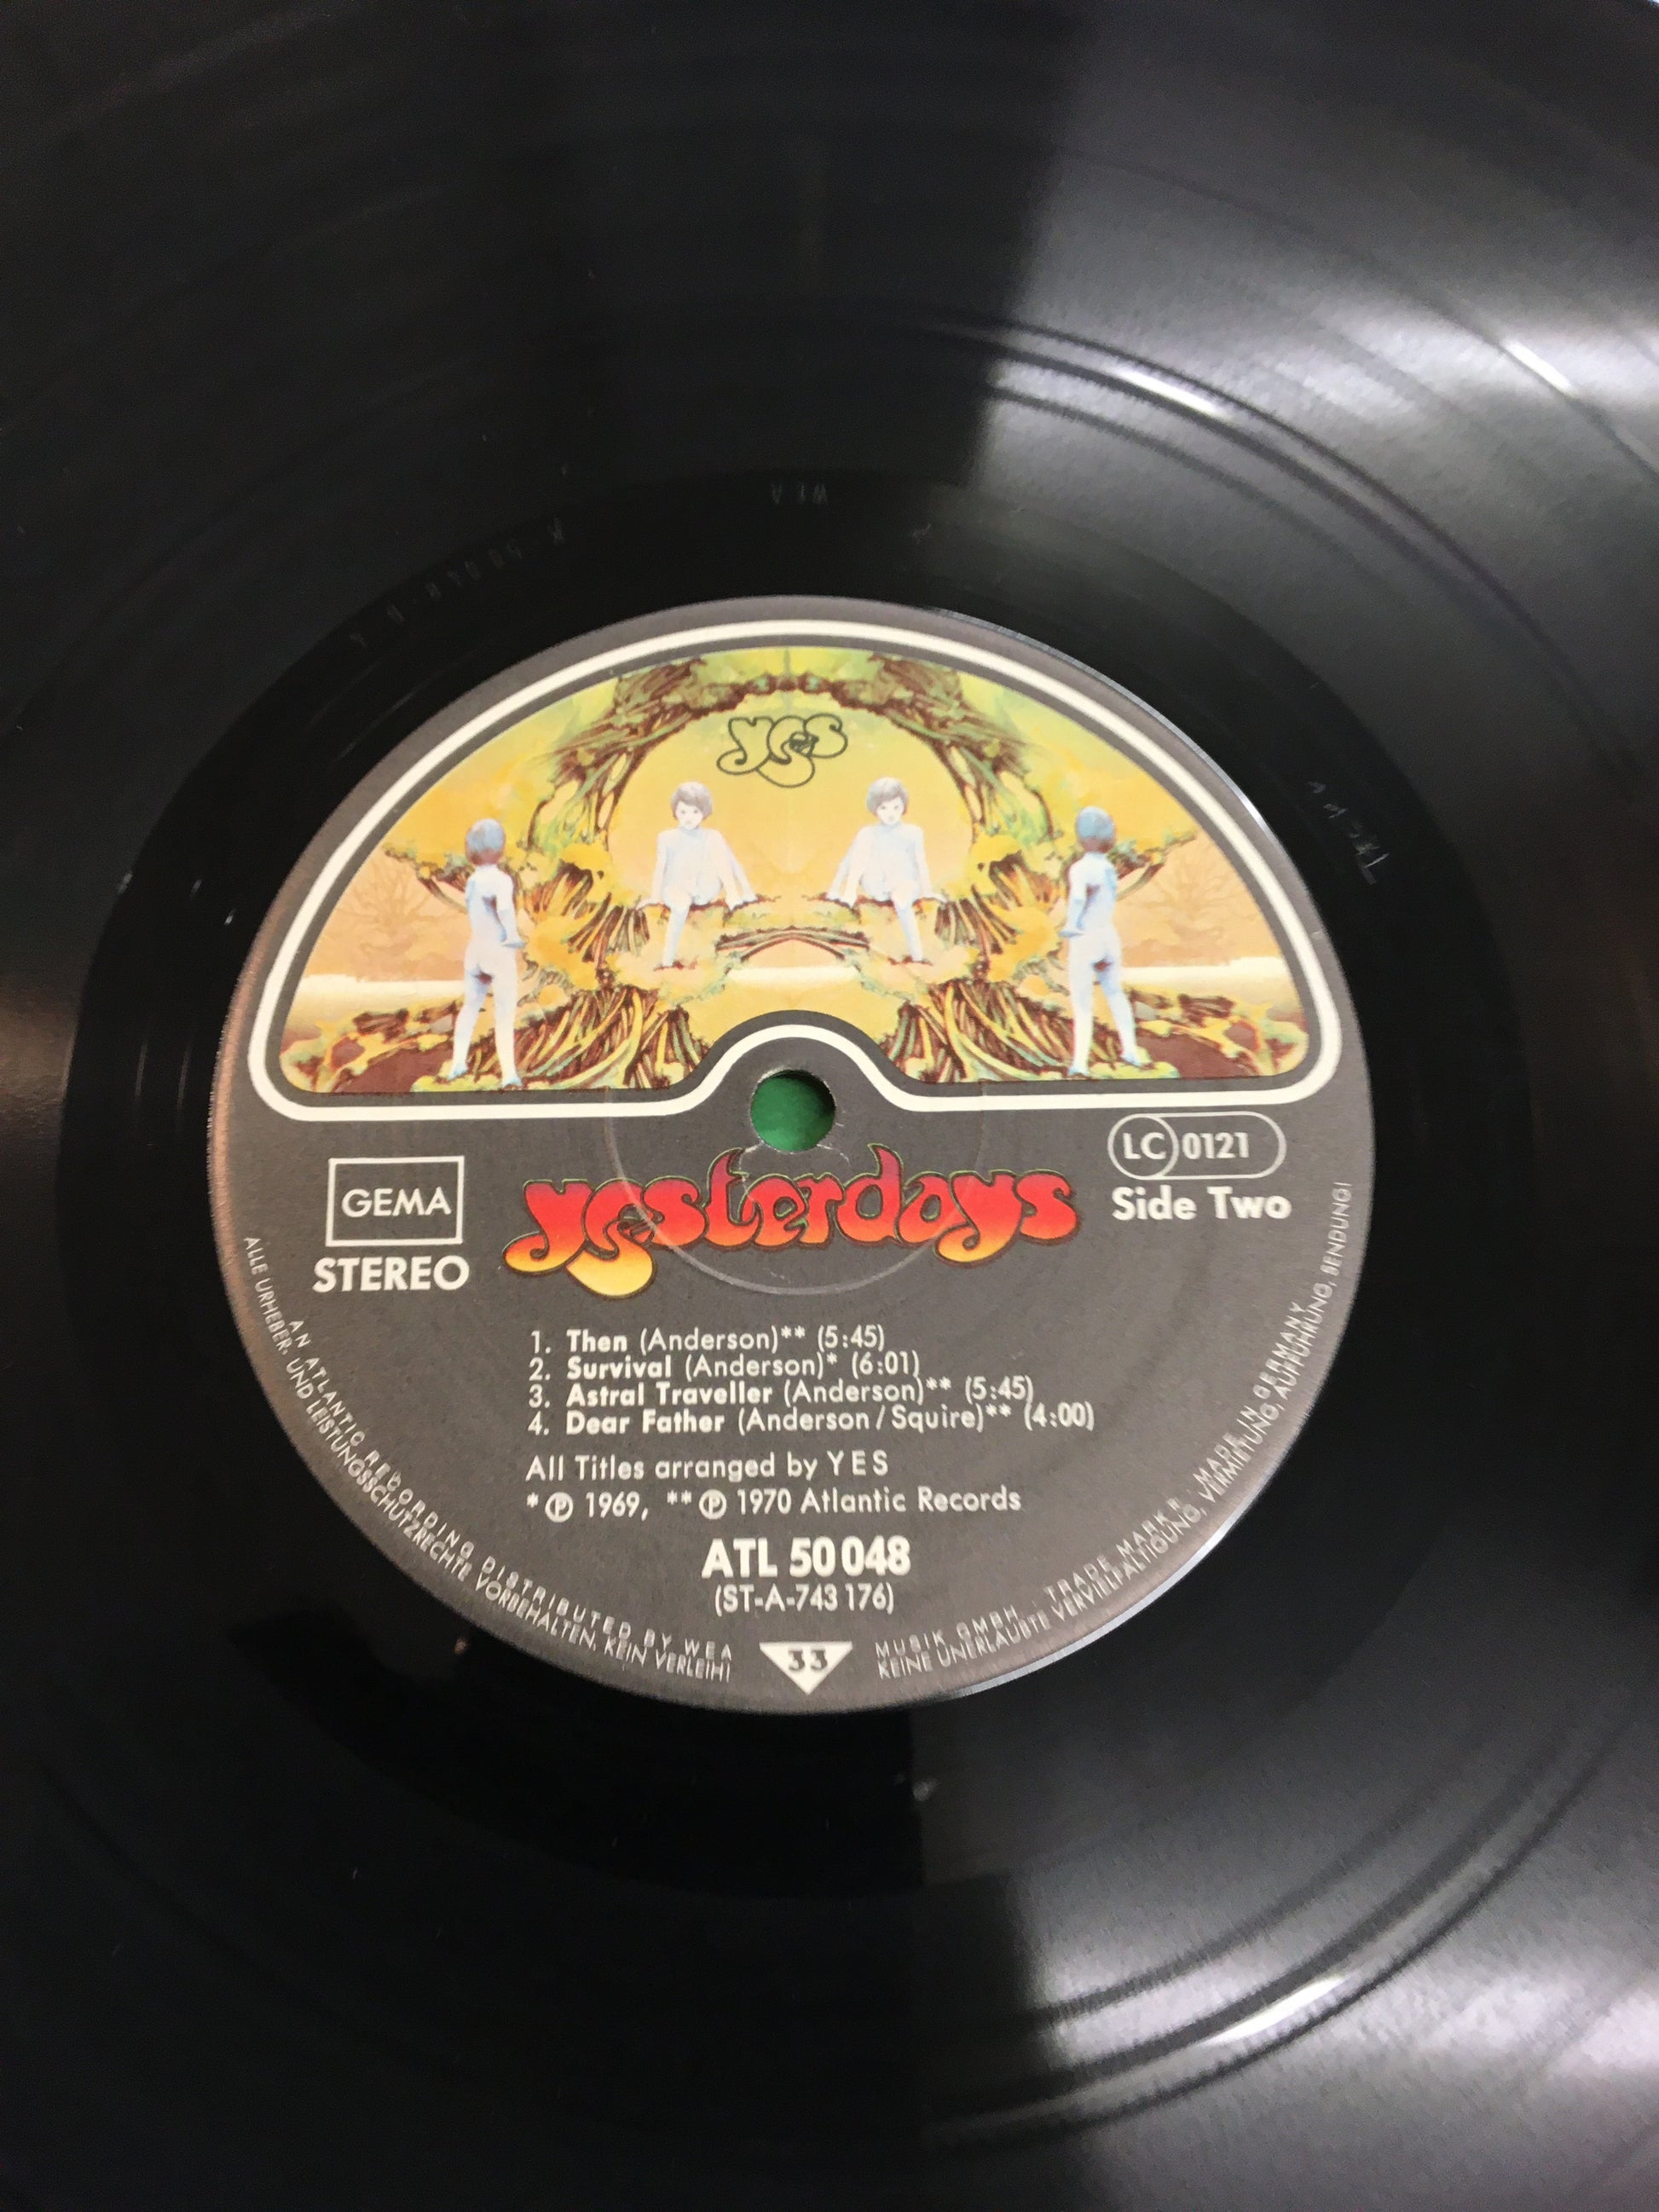 yes
GEMA
STEREO
yesterdays
LC 0121
Side Two
1. Then (Anderson)** (5:45)
2. Survival (Anderson)* (6:01)
3. Astral Traveller (Anderson)** (5:45)
4. Dear Father (Anderson/Squire)** (4:00)
All Titles arranged by YES
* ℗ 1969, ** ℗ 1970 Atlantic Records
ATL 50 048
(ST-A-743 176)
33
AN ATLANTIC RECORDING DISTRIBUTED BY WEA MUSIK GMBH · TRADE MARK R. · MADE IN GERMANY
ALLE URHEBER- UND LEISTUNGSSCHUTZRECHTE VORBEHALTEN. KEIN VERLEIH! KEINE UNERLAUBTE VERVIELFÄLTIGUNG, VERMIETUNG, AUFFÜHRUNG, SENDUNG!
WEA